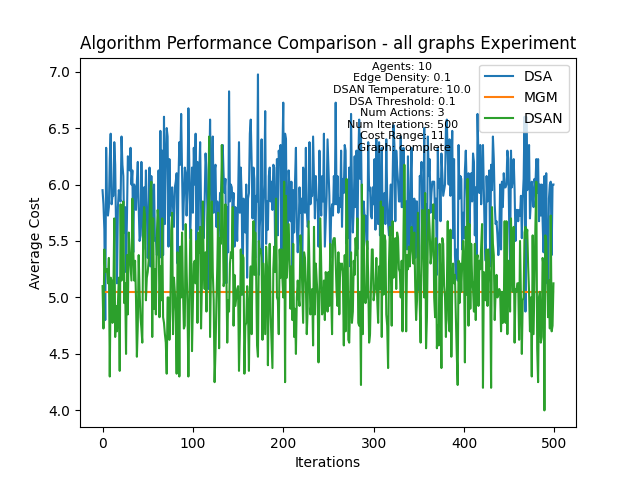 Algorithm Performance Comparison - all graphs Experiment
Agents: 10
Edge Density: 0.1
DSAN Temperature: 10.0
DSA Threshold: 0.1
Num Actions: 3
Num Iterations: 500
Cost Range: 11
Graph: complete
DSA
MGM
DSAN
Average Cost
7.0
6.5
6.0
5.5
5.0
4.5
4.0
0
100
200
300
400
500
Iterations